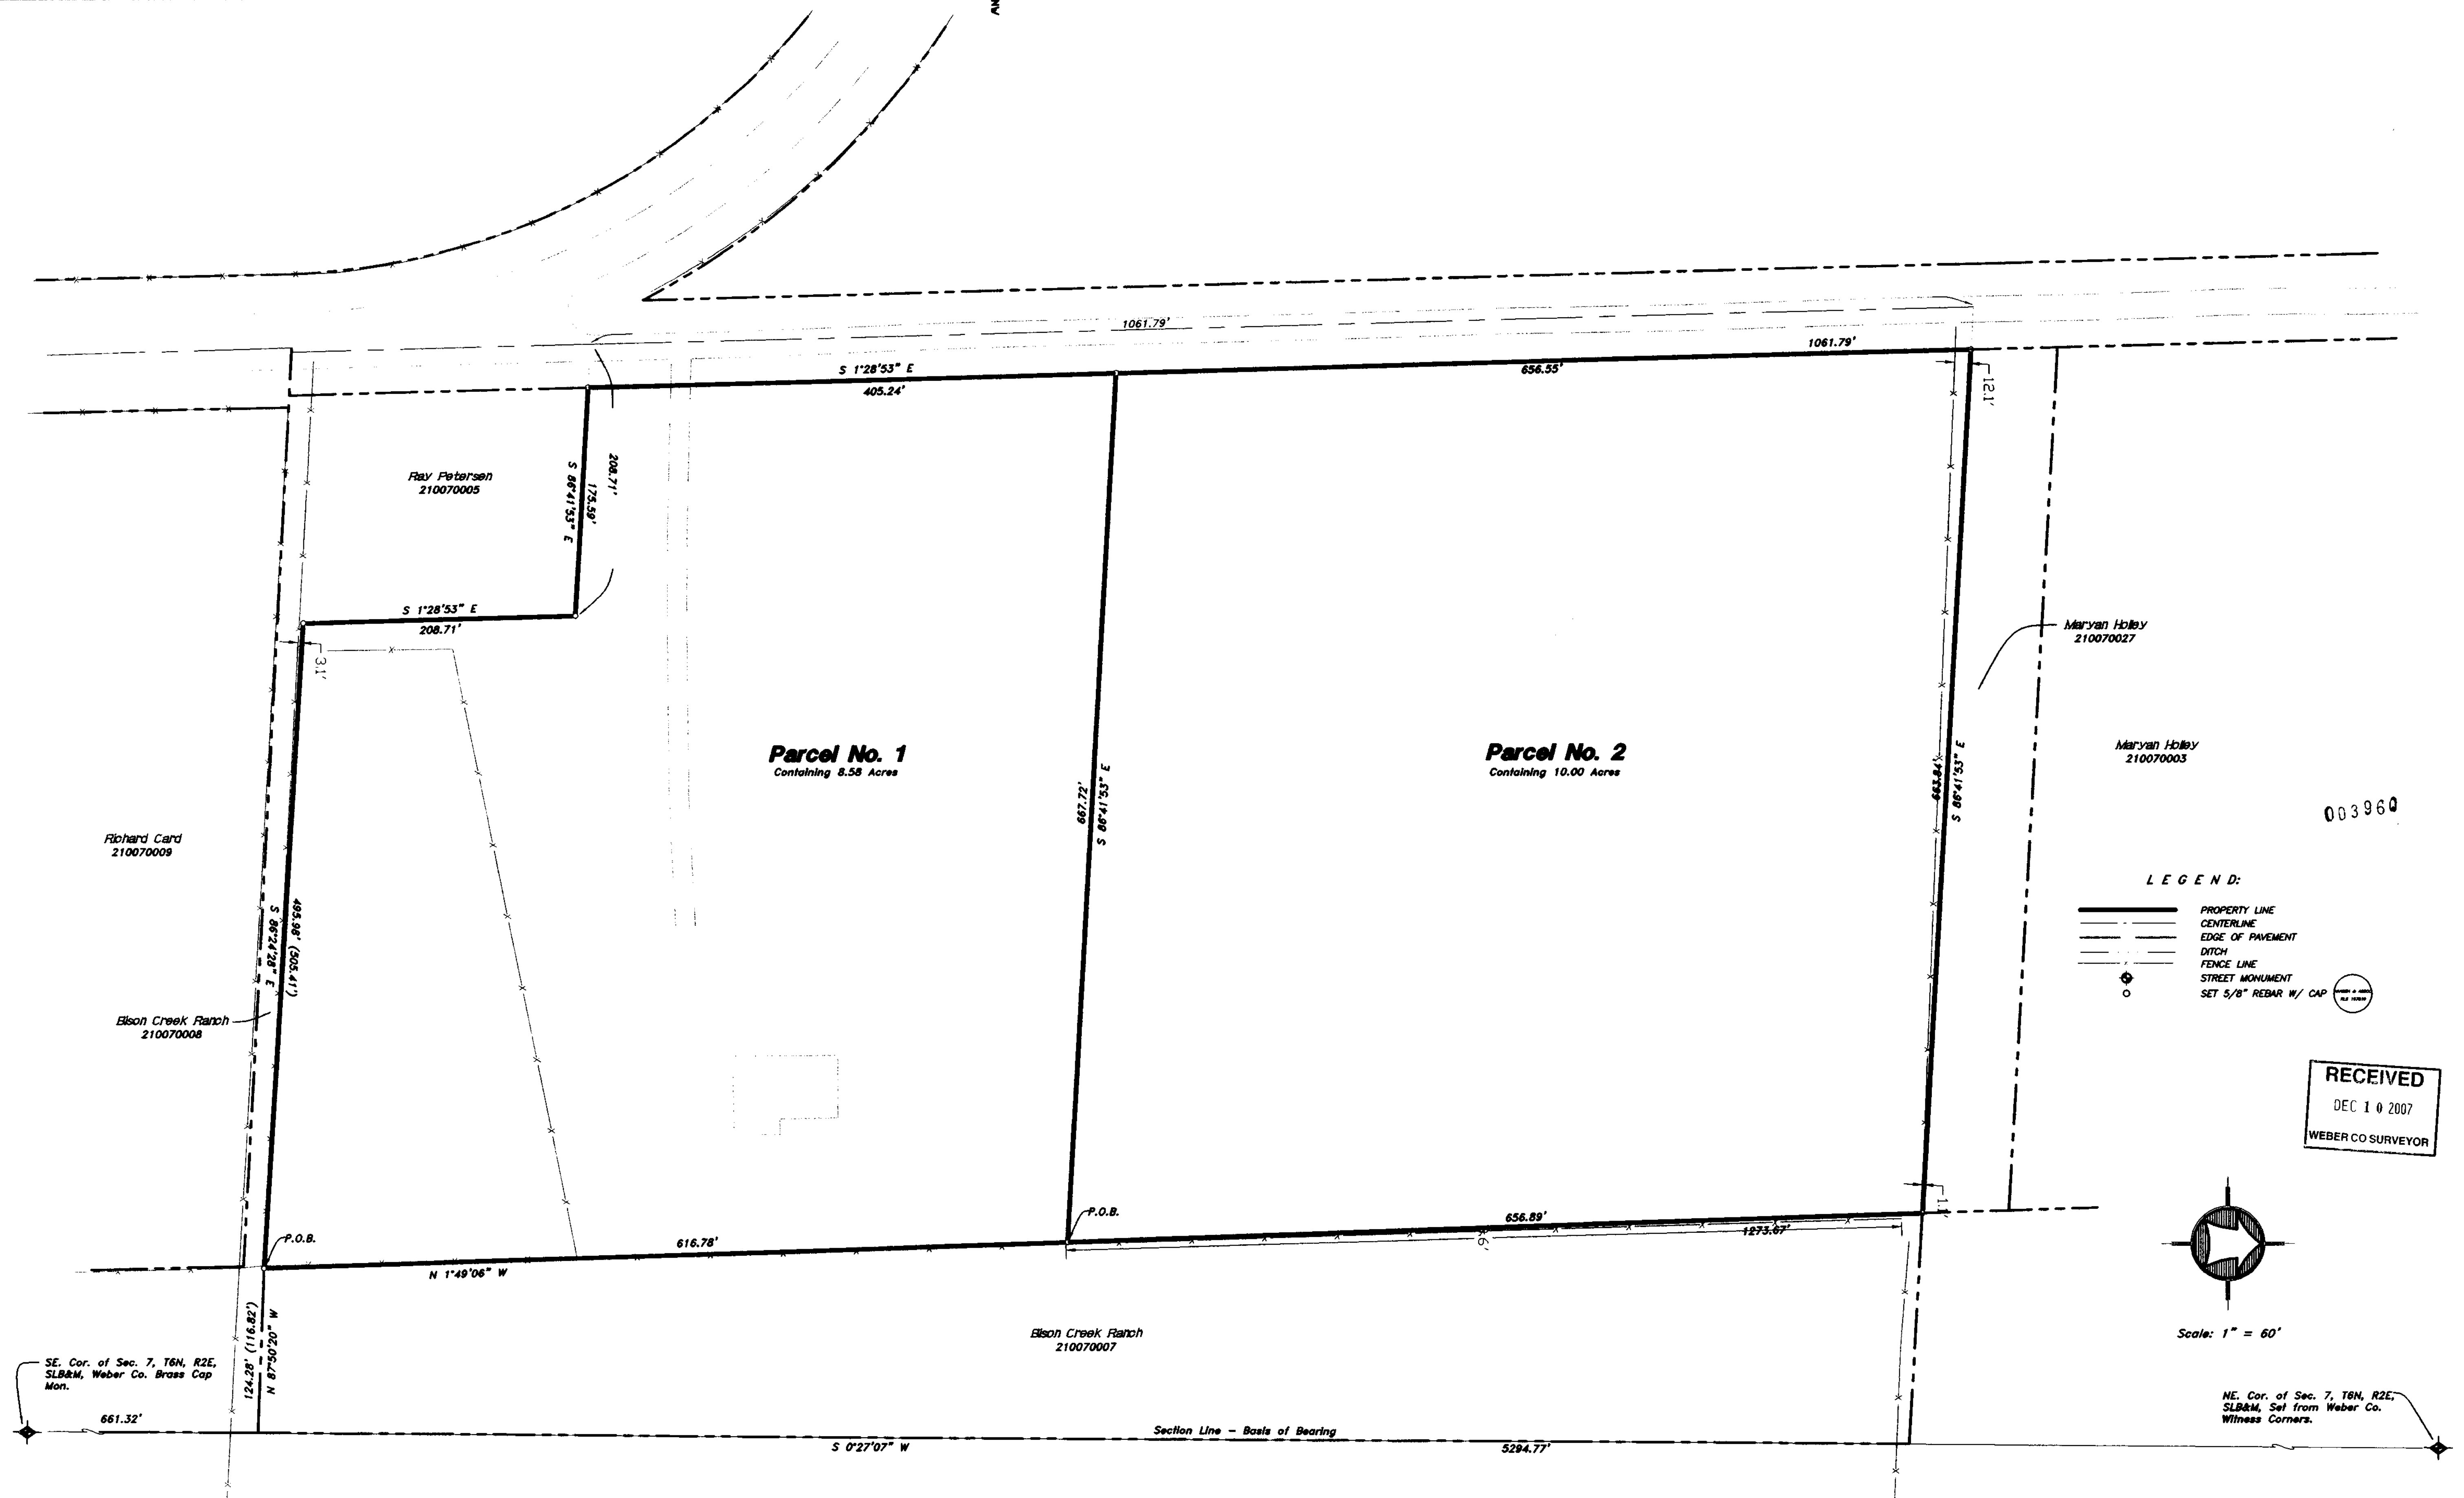 1061.79'
1061.79'
S 1°28'53" E
405.24'
656.55'
12.1'
Ray Petersen
210070005
208.71'
175.59'
S 86°41'53" E
S 1°28'53" E
208.71'
3.1'
Maryan Holley
210070027
Parcel No. 1
Containing 8.58 Acres
Parcel No. 2
Containing 10.00 Acres
Maryan Holley
210070003
667.72'
S 86°41'53" E
663.84'
S 86°41'53" E
003960
Richard Card
210070009
495.98' (505.41')
S 86°24'28" E
L E G E N D:
PROPERTY LINE
CENTERLINE
EDGE OF PAVEMENT
DITCH
FENCE LINE
STREET MONUMENT
SET 5/8" REBAR W/ CAP
Bison Creek Ranch
210070008
RECEIVED
DEC 10 2007
WEBER CO SURVEYOR
P.O.B.
P.O.B.
616.78'
N 1°49'06" W
656.89'
1273.67'
.6'
124.28' (116.82')
N 87°50'20" W
Bison Creek Ranch
210070007
Scale: 1" = 60'
SE. Cor. of Sec. 7, T6N, R2E,
SLB&M, Weber Co. Brass Cap
Mon.
NE. Cor. of Sec. 7, T6N, R2E,
SLB&M, Set from Weber Co.
Witness Corners.
661.32'
Section Line - Basis of Bearing
S 0°27'07" W
5294.77'